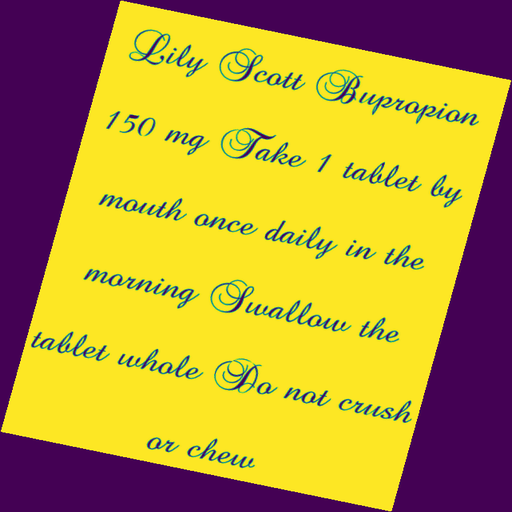 Lily Scott Bupropion
150 mg Take 1 tablet by
mouth once daily in the
morning Swallow the
tablet whole Do not crush
or chew